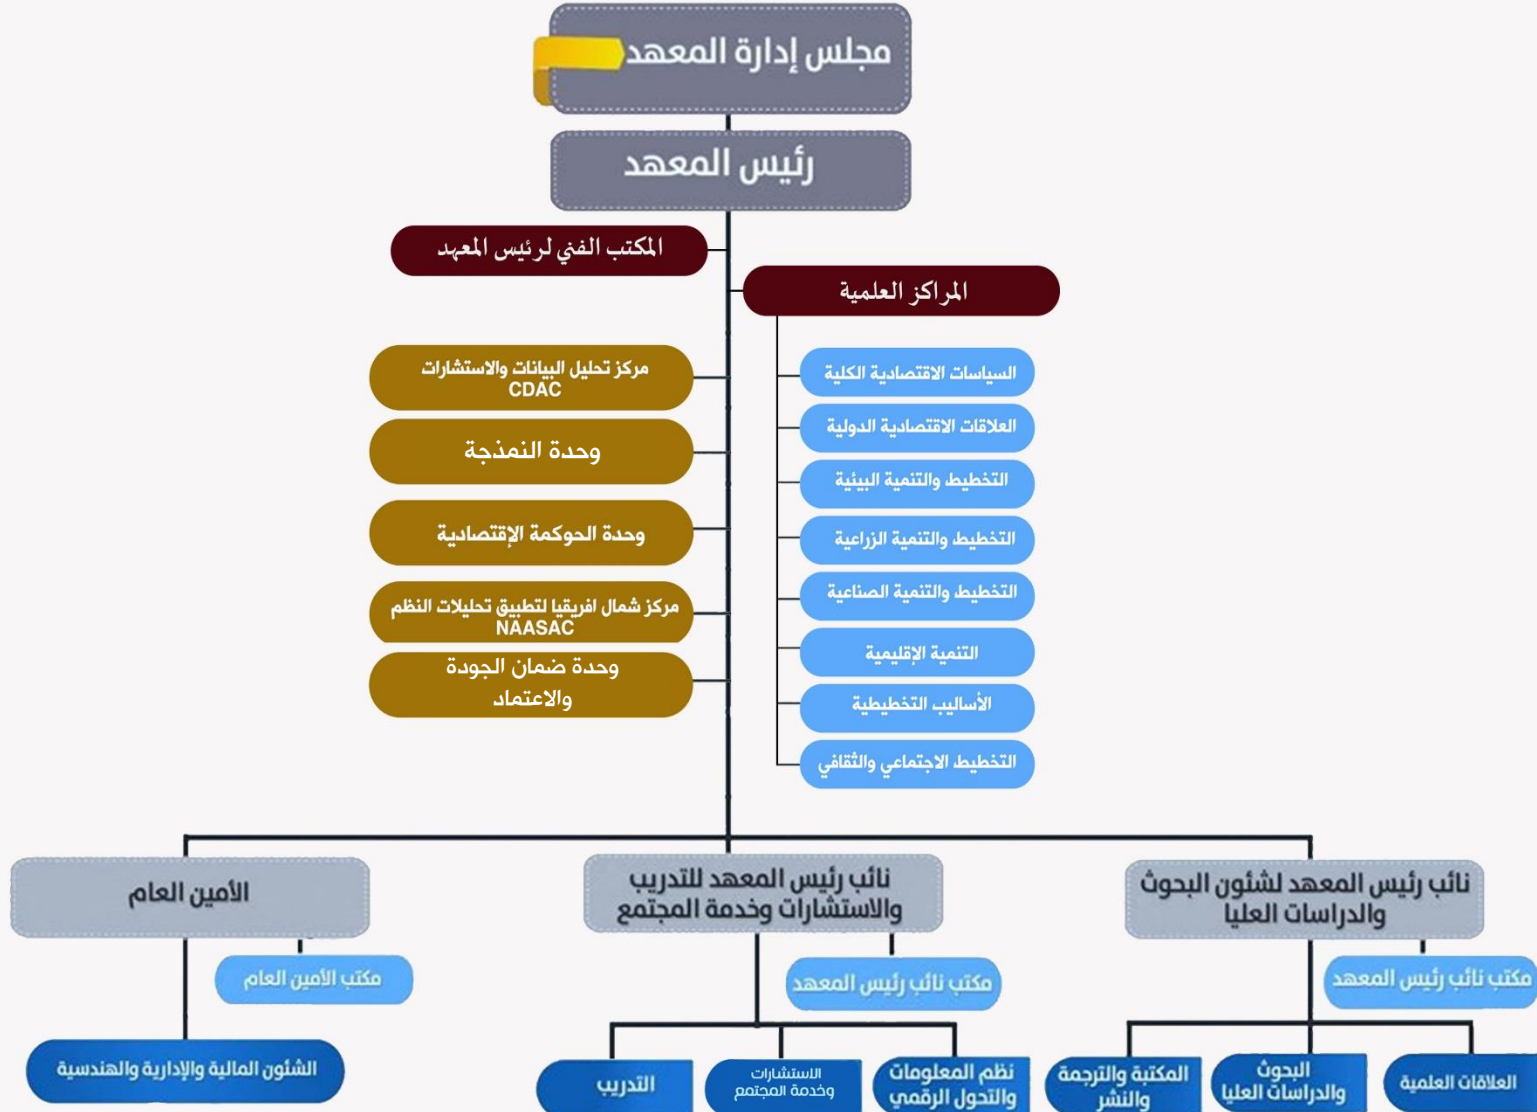 مجلس إدارة المعهد
رئيس المعهد
المكتب الفني لرئيس المعهد
المراكز العلمية
السياسات الاقتصادية الكلية
العلاقات الاقتصادية الدولية
التخطيط والتنمية البيئية
التخطيط والتنمية الزراعية
التخطيط والتنمية الصناعية
التنمية الإقليمية
الأساليب التخطيطية
التخطيط الاجتماعي والثقافي
مركز تحليل البيانات والاستشارات
CDAC
وحدة النمذجة
وحدة الحوكمة الإقتصادية
مركز شمال افريقيا لتطبيق تحليلات النظم
NAASAC
وحدة ضمان الجودة
والاعتماد
نائب رئيس المعهد لشئون البحوث
والدراسات العليا
مكتب نائب رئيس المعهد
العلاقات العلمية
البحوث
والدراسات العليا
المكتبة والترجمة
والنشر
نائب رئيس المعهد للتدريب
والاستشارات وخدمة المجتمع
مكتب نائب رئيس المعهد
نظم المعلومات
والتحول الرقمي
الاستشارات
وخدمة المجتمع
التدريب
الأمين العام
مكتب الأمين العام
الشئون المالية والإدارية والهندسية